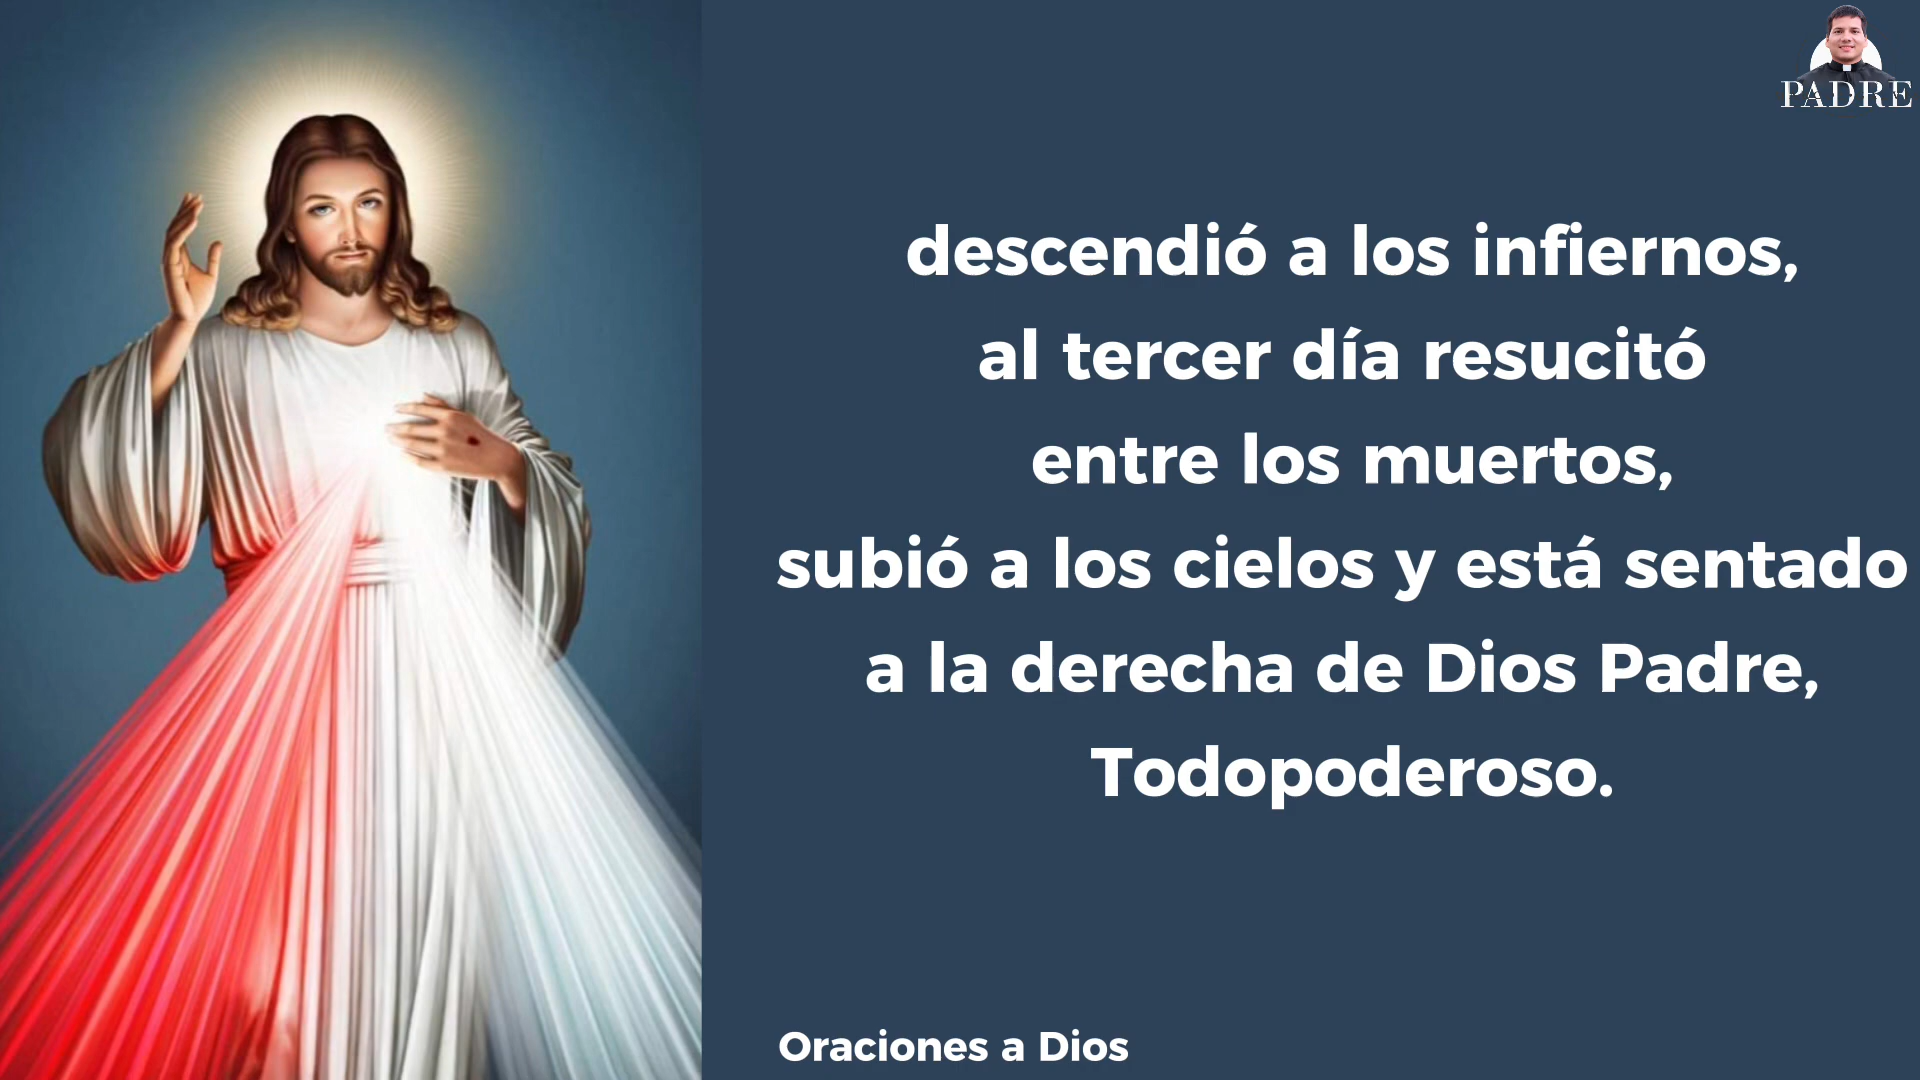 PADRE
descendió a los infiernos,
al tercer día resucitó
entre los muertos,
subió a los cielos y está sentado
a la derecha de Dios Padre,
Todopoderoso.
Oraciones a Dios